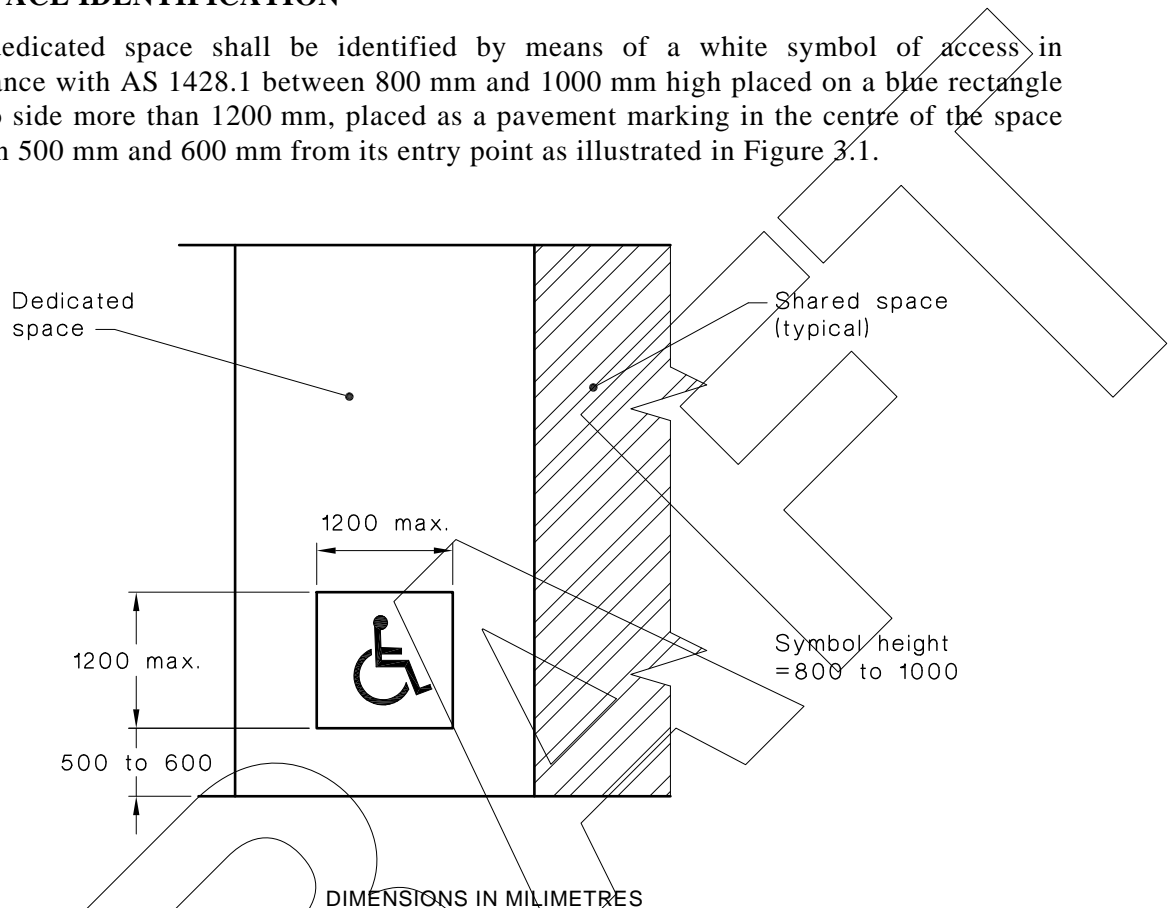 ACE IDENTIFICATION
edicated space shall be identified by means of a white symbol of access in
ance with AS 1428.1 between 800 mm and 1000 mm high placed on a blue rectangle
side more than 1200 mm, placed as a pavement marking in the centre of the space
n 500 mm and 600 mm from its entry point as illustrated in Figure 3.1.
Dedicated
space
Shared space
(typical)
1200 max.
1200 max.
Symbol height
=800 to 1000
500 to 600
DIMENSIONS IN MILIMETRES
DRAFT